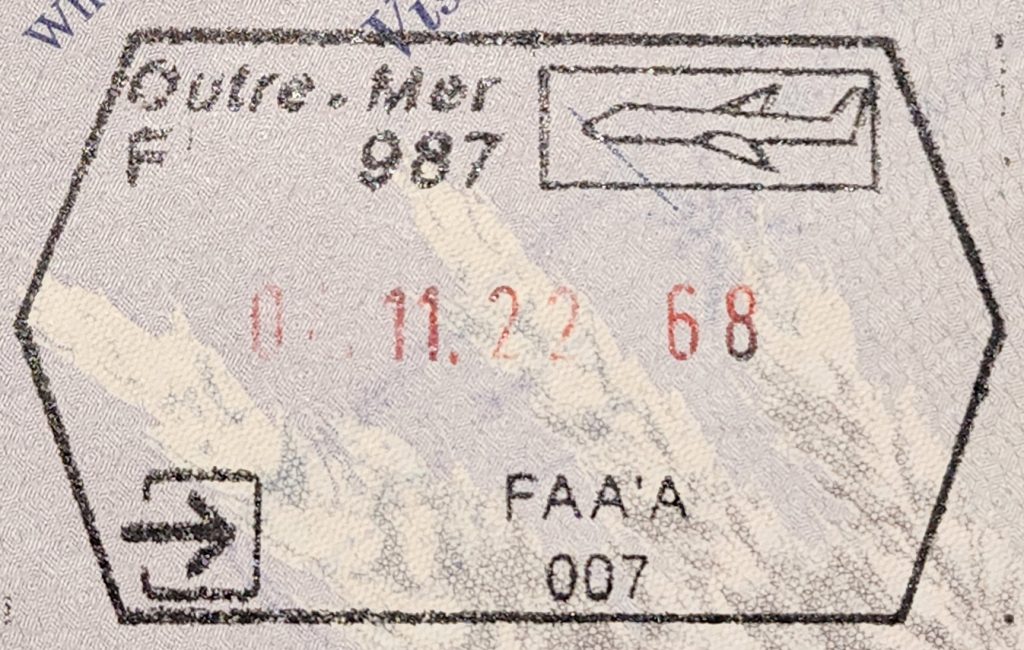 Outre-Mer
F 987
11.22 68
FAA'A
007